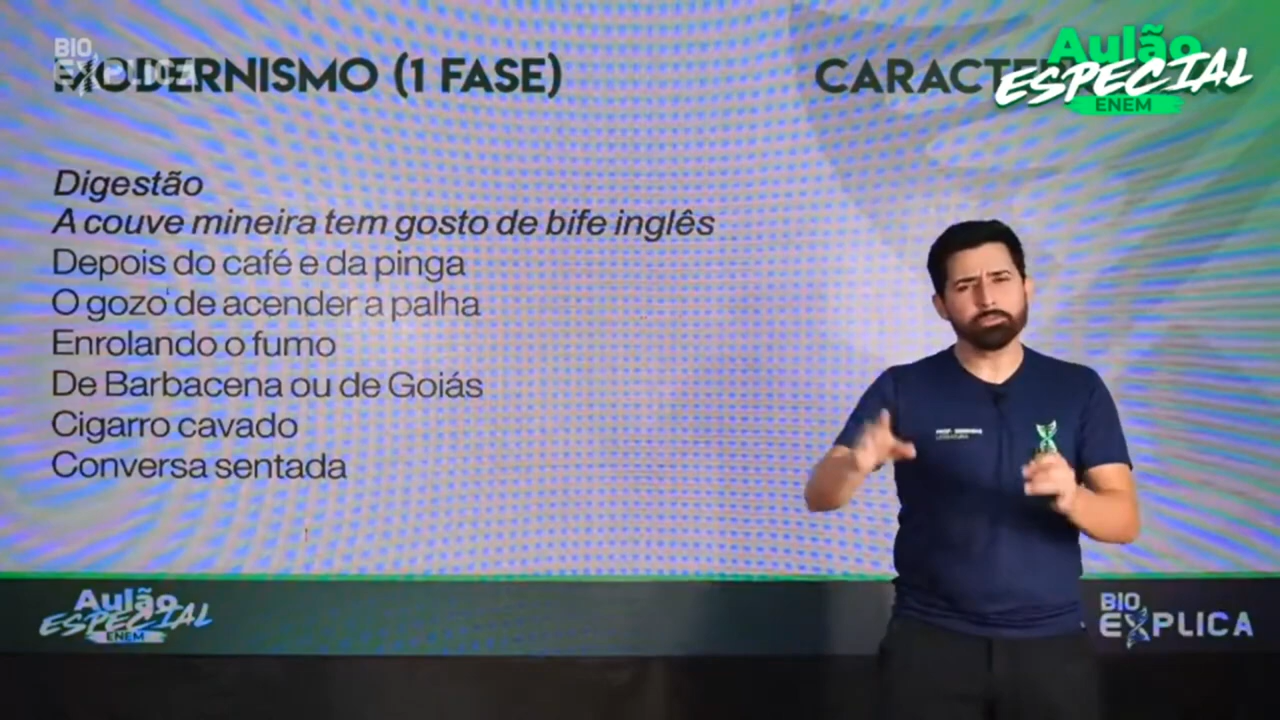 BIO
EXPLICA
MODERNISMO (1 FASE)
Aulão
ESPECIAL
ENEM
Digestão
A couve mineira tem gosto de bife inglês
Depois do café e da pinga
O gozo de acender a palha
Enrolando o fumo
De Barbacena ou de Goiás
Cigarro cavado
Conversa sentada
LITERATURA
Aulão
ESPECIAL
ENEM
BIO
EXPLICA